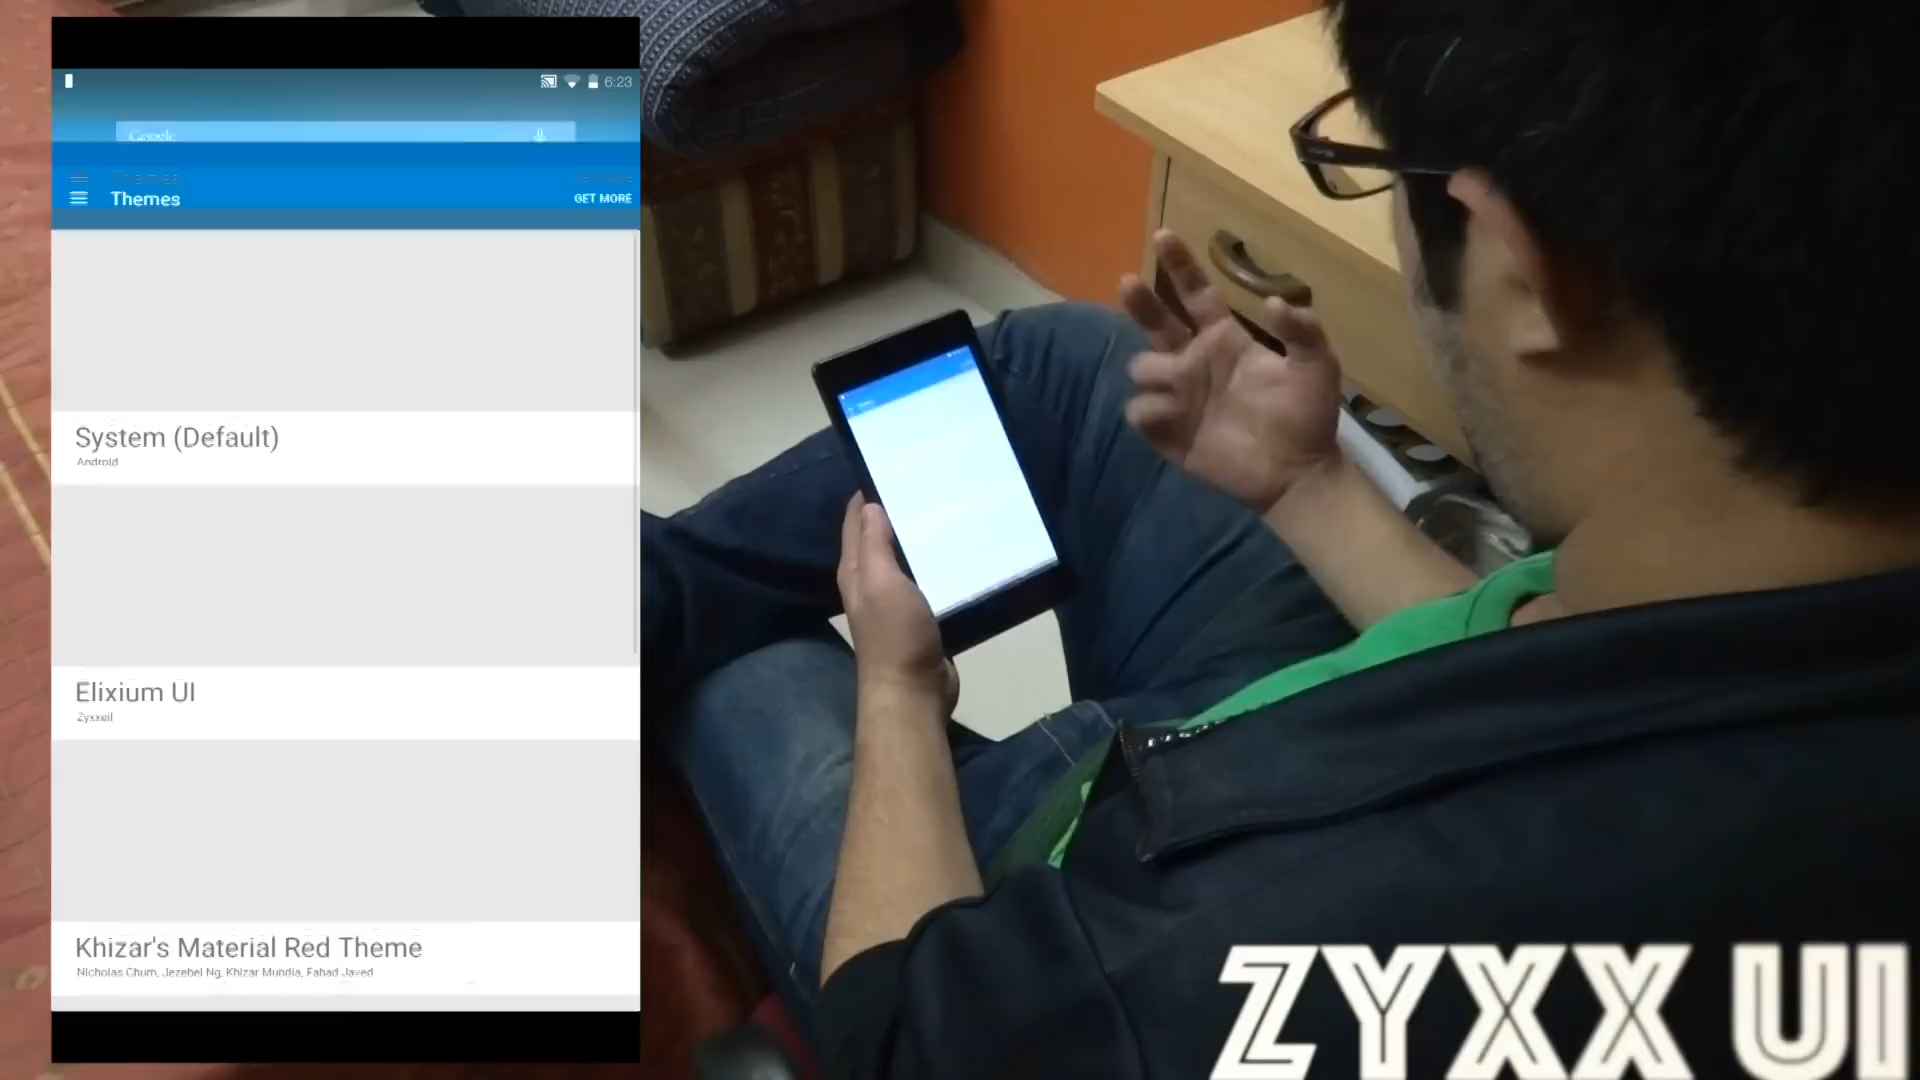 6:23
Google
Themes
GET MORE
System (Default)
Android
Elixium UI
Zyxxeil
Khizar's Material Red Theme
Nicholas Chum, Jezebel Ng, Khizar Mundia, Fahad Javed
ZYXX UI